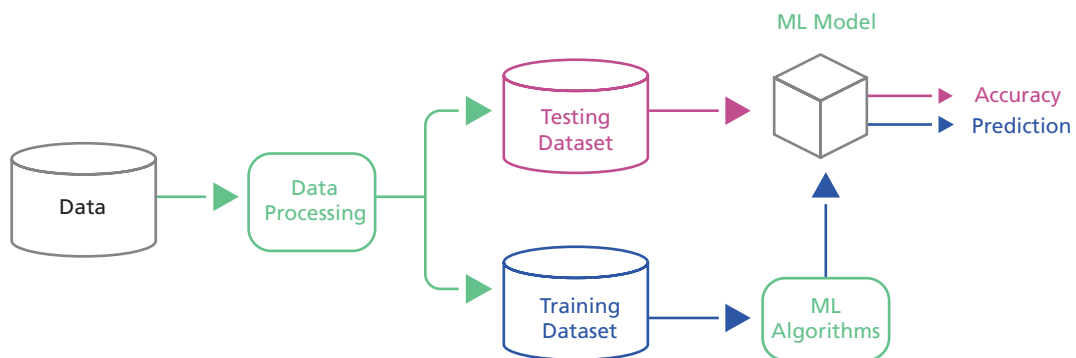 ML Model
Testing
Dataset
Accuracy
Prediction
Data
Data
Processing
Training
Dataset
ML
Algorithms